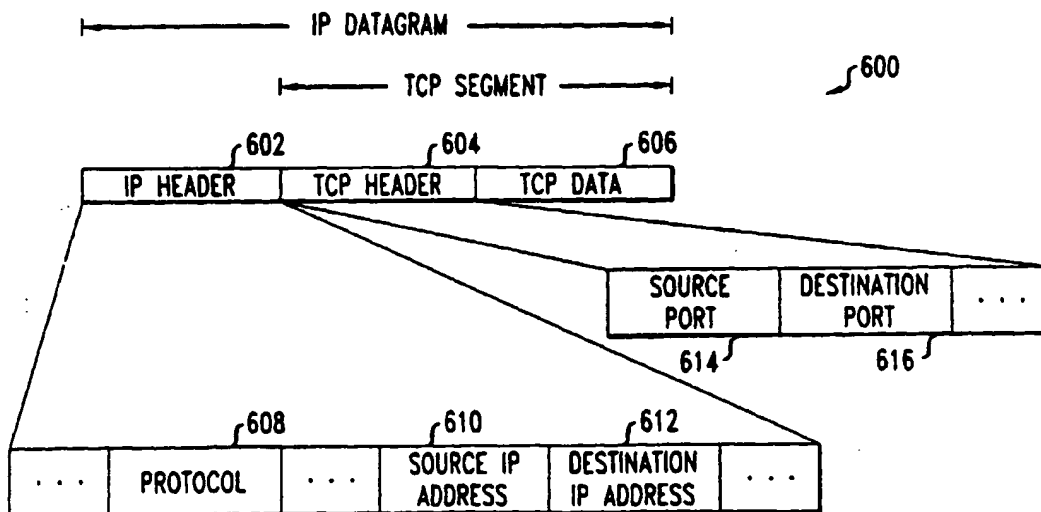 IP DATAGRAM
TCP SEGMENT
600
602
604
606
IP HEADER
TCP HEADER
TCP DATA
SOURCE PORT
DESTINATION PORT
. . .
614
616
608
610
612
. . .
PROTOCOL
. . .
SOURCE IP ADDRESS
DESTINATION IP ADDRESS
. . .